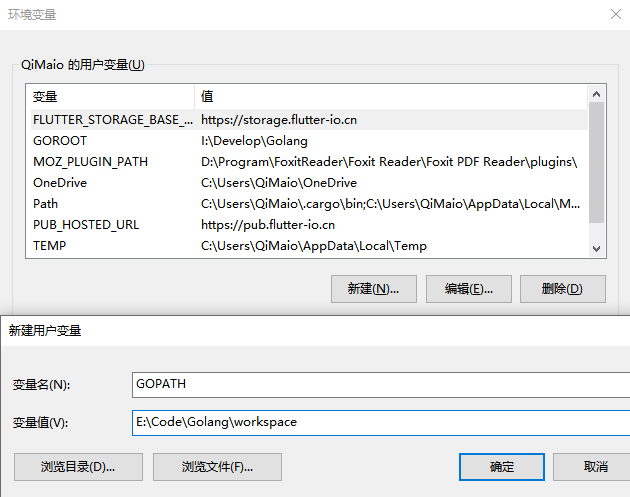 环境变量
QiMaio 的用户变量(U)
变量 值
FLUTTER_STORAGE_BASE_... https://storage.flutter-io.cn
GOROOT I:\Develop\Golang
MOZ_PLUGIN_PATH D:\Program\FoxitReader\Foxit Reader\Foxit PDF Reader\plugins\
OneDrive C:\Users\QiMaio\OneDrive
Path C:\Users\QiMaio\.cargo\bin;C:\Users\QiMaio\AppData\Local\M...
PUB_HOSTED_URL https://pub.flutter-io.cn
TEMP C:\Users\QiMaio\AppData\Local\Temp
新建(N)... 编辑(E)... 删除(D)
新建用户变量
变量名(N): GOPATH
变量值(V): E:\Code\Golang\workspace
浏览目录(D)... 浏览文件(F)... 确定 取消